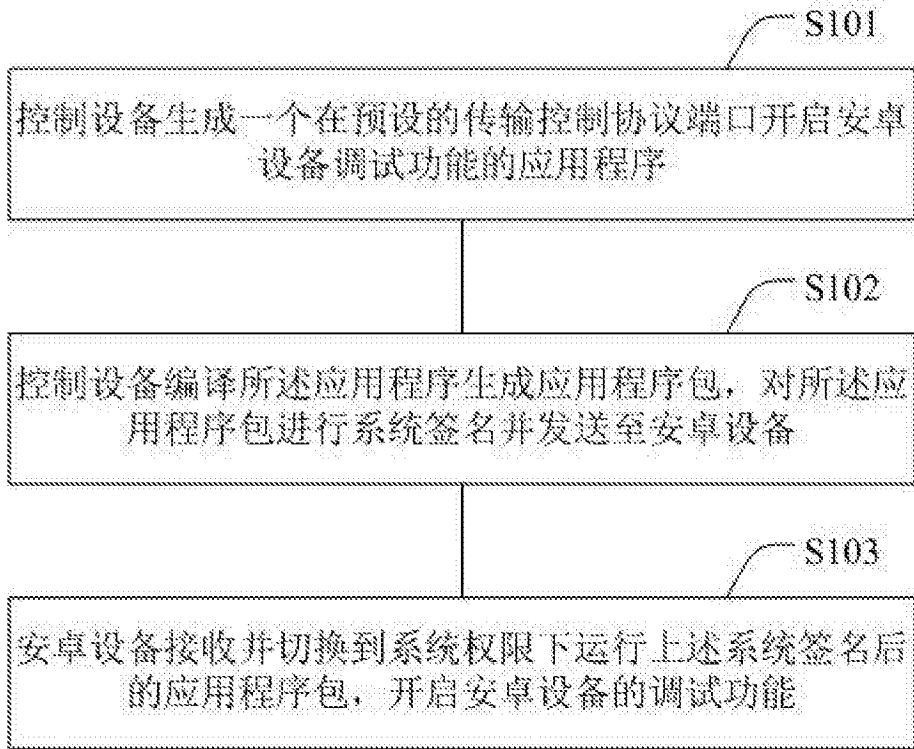 S101
控制设备生成一个在预设的传输控制协议端口开启安卓
设备调试功能的应用程序
S102
控制设备编译所述应用程序生成应用程序包，对所述应
用程序包进行系统签名并发送至安卓设备
S103
安卓设备接收并切换到系统权限下运行上述系统签名后
的应用程序包，开启安卓设备的调试功能